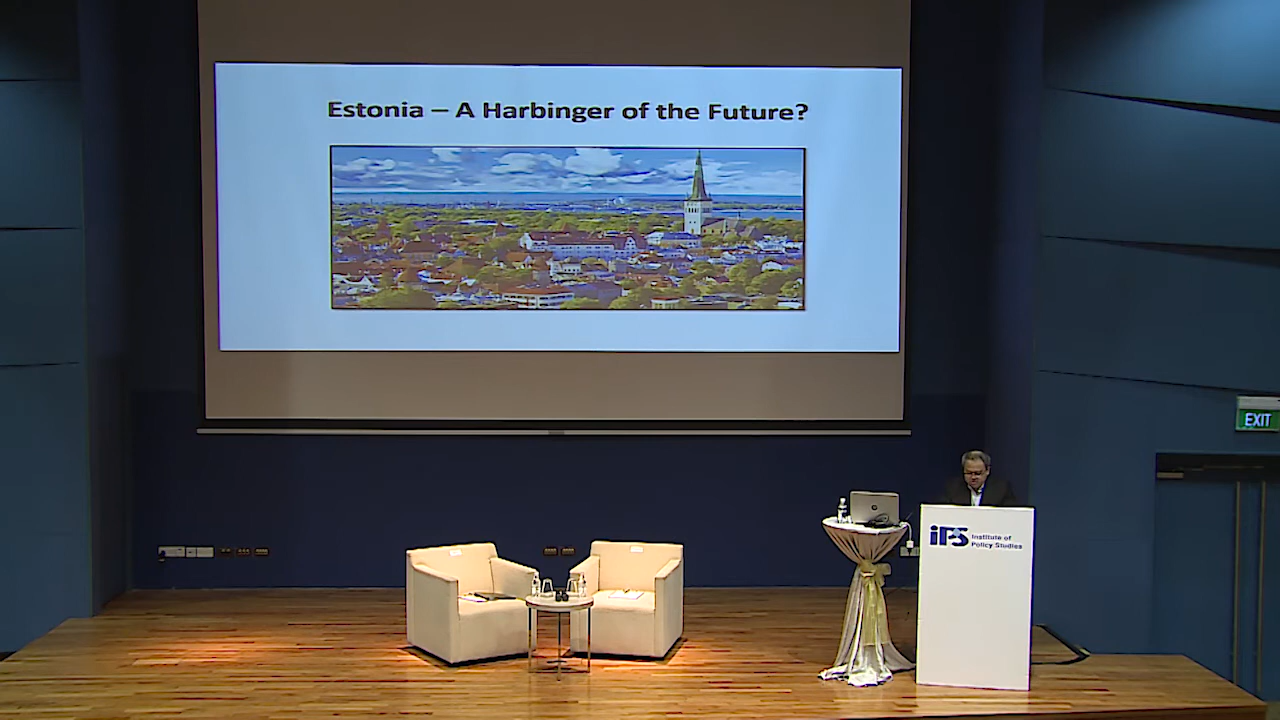 Estonia – A Harbinger of the Future?
EXIT
iPS Institute of
Policy Studies